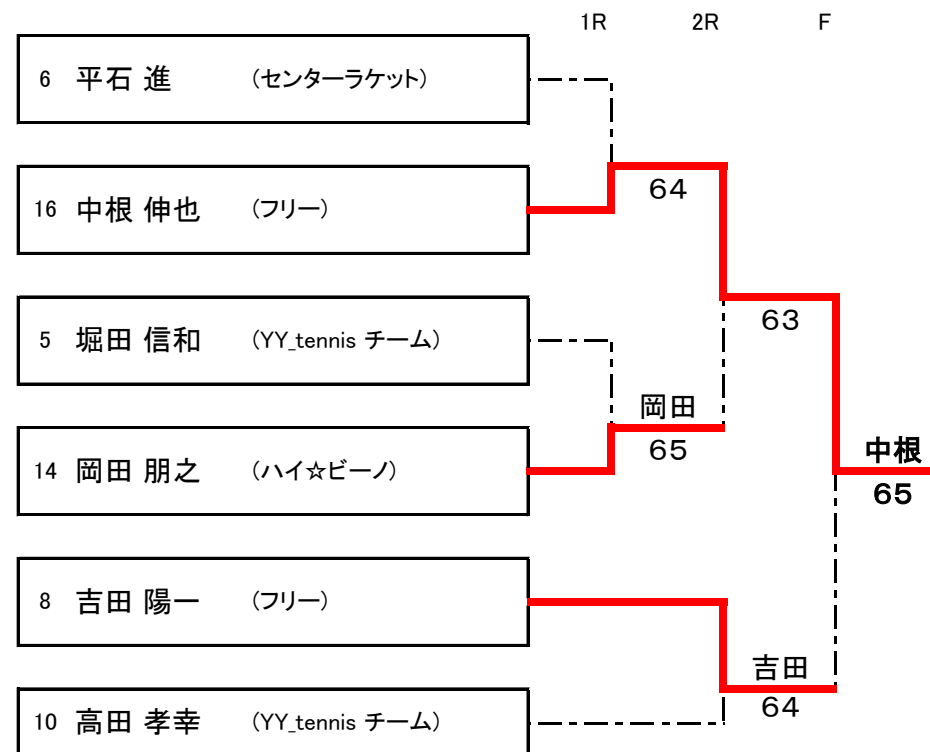 1R 2R F
6 平石 進 (センターラケット)
64
16 中根 伸也 (フリー)
63
5 堀田 信和 (YY_tennis チーム)
岡田
65
14 岡田 朋之 (ハイ☆ビーノ)
中根
65
8 吉田 陽一 (フリー)
吉田
64
10 高田 孝幸 (YY_tennis チーム)